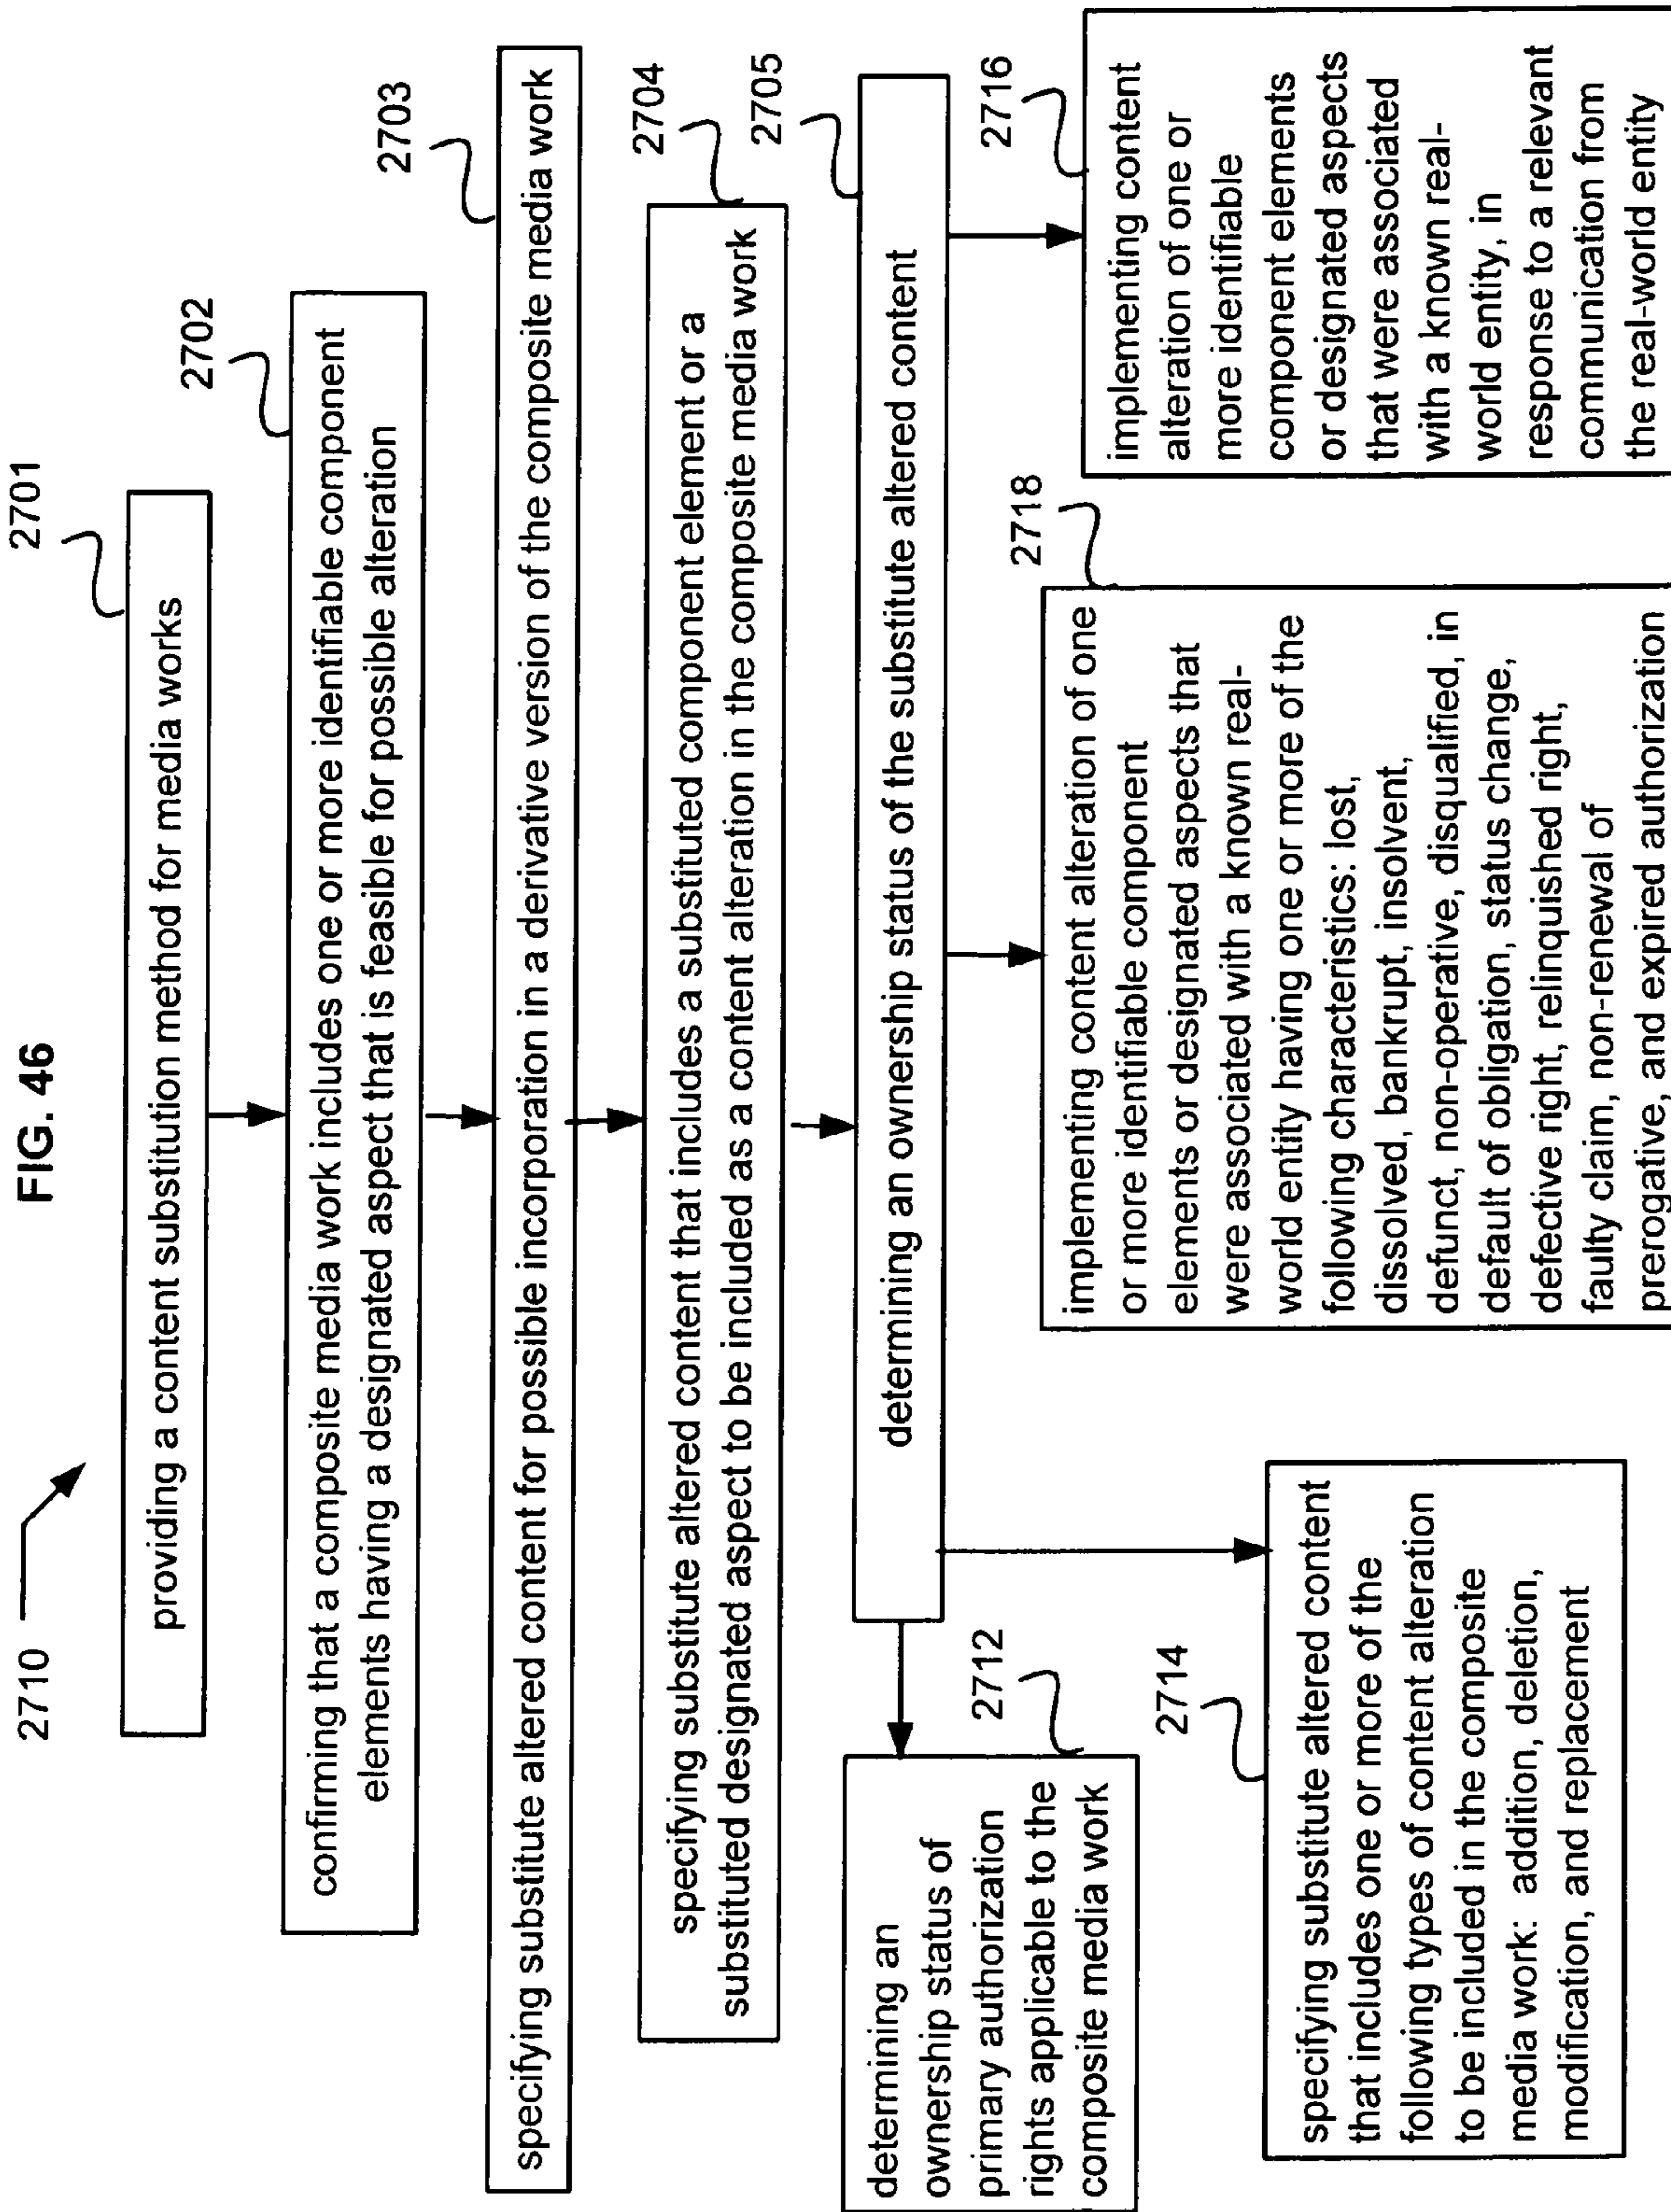 FIG. 46
2710
2701
providing a content substitution method for media works
2702
confirming that a composite media work includes one or more identifiable component
elements having a designated aspect that is feasible for possible alteration
2703
specifying substitute altered content for possible incorporation in a derivative version of the composite media work
2704
specifying substitute altered content that includes a substituted component element or a
substituted designated aspect to be included as a content alteration in the composite media work
2705
determining an ownership status of the substitute altered content
2712
determining an
ownership status of
primary authorization
rights applicable to the
composite media work
2714
specifying substitute altered content
that includes one or more of the
following types of content alteration
to be included in the composite
media work:  addition, deletion,
modification, and replacement
2718
implementing content alteration of one
or more identifiable component
elements or designated aspects that
were associated with a known real-
world entity having one or more of the
following characteristics: lost,
dissolved, bankrupt, insolvent,
defunct, non-operative, disqualified, in
default of obligation, status change,
defective right, relinquished right,
faulty claim, non-renewal of
prerogative, and expired authorization
2716
implementing content
alteration of one or
more identifiable
component elements
or designated aspects
that were associated
with a known real-
world entity, in
response to a relevant
communication from
the real-world entity